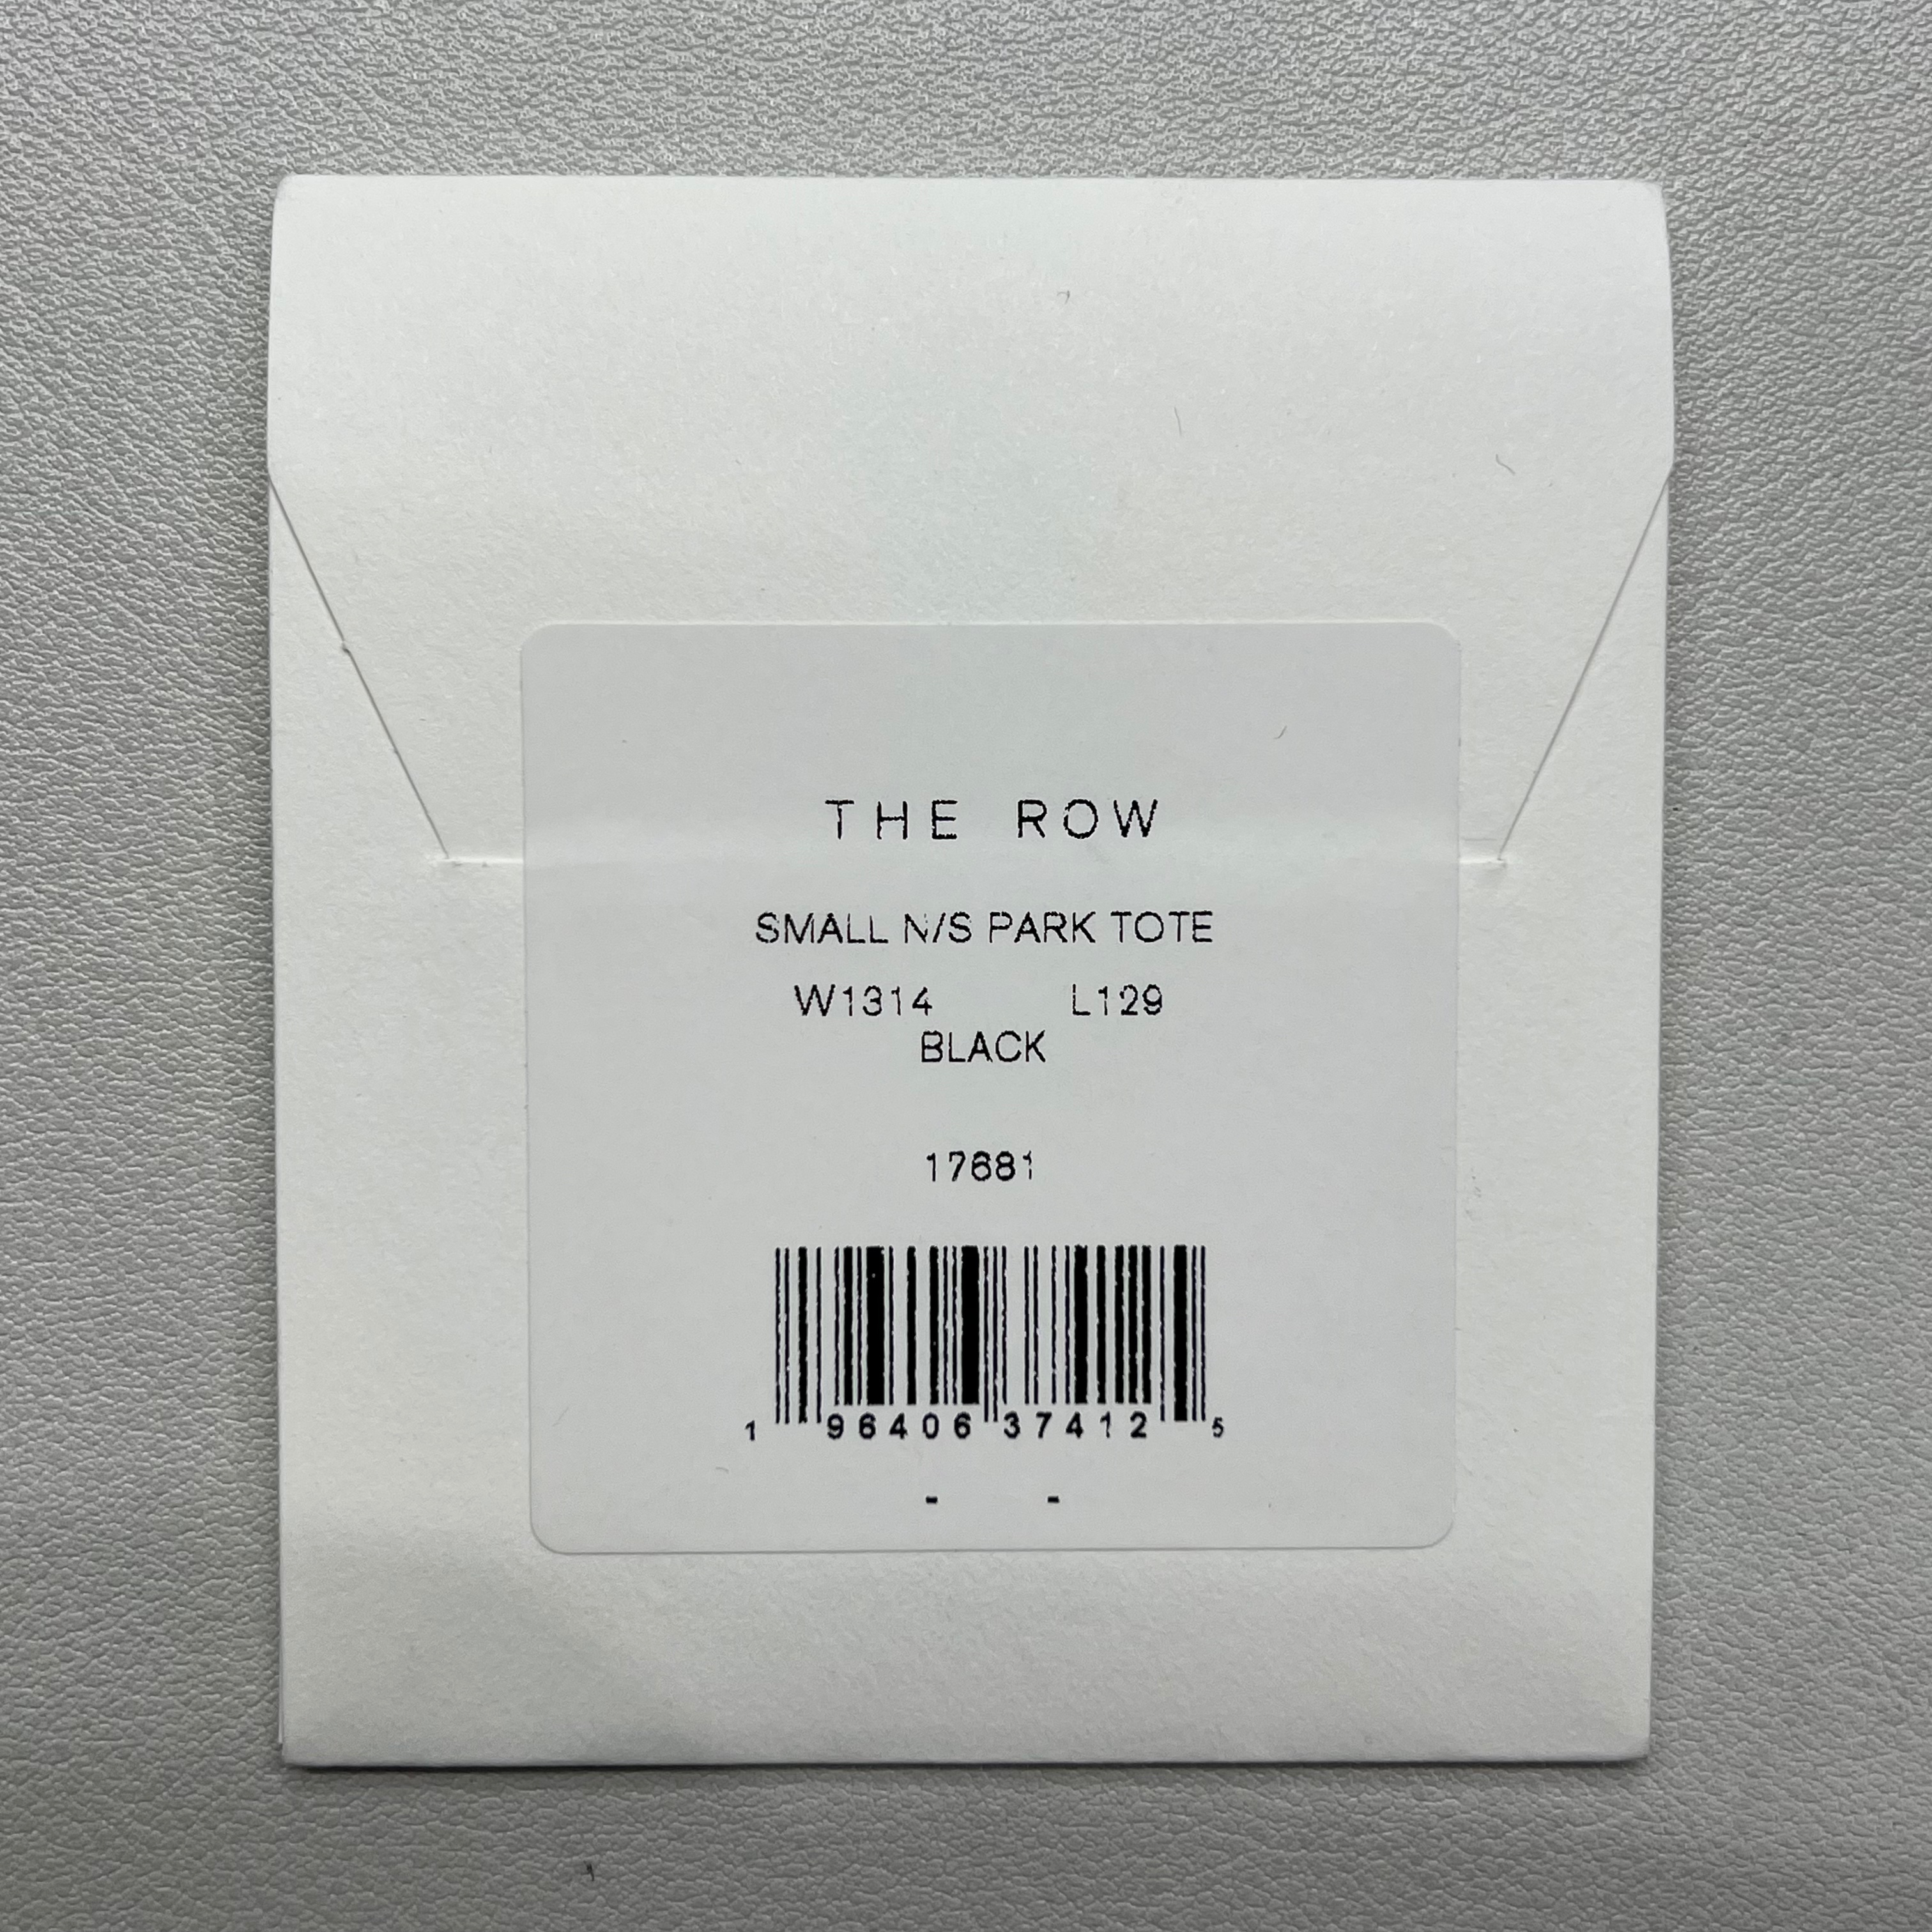 THE ROW
SMALL N/S PARK TOTE
W1314 L129
BLACK
17681
1 96406 37412 5
- -